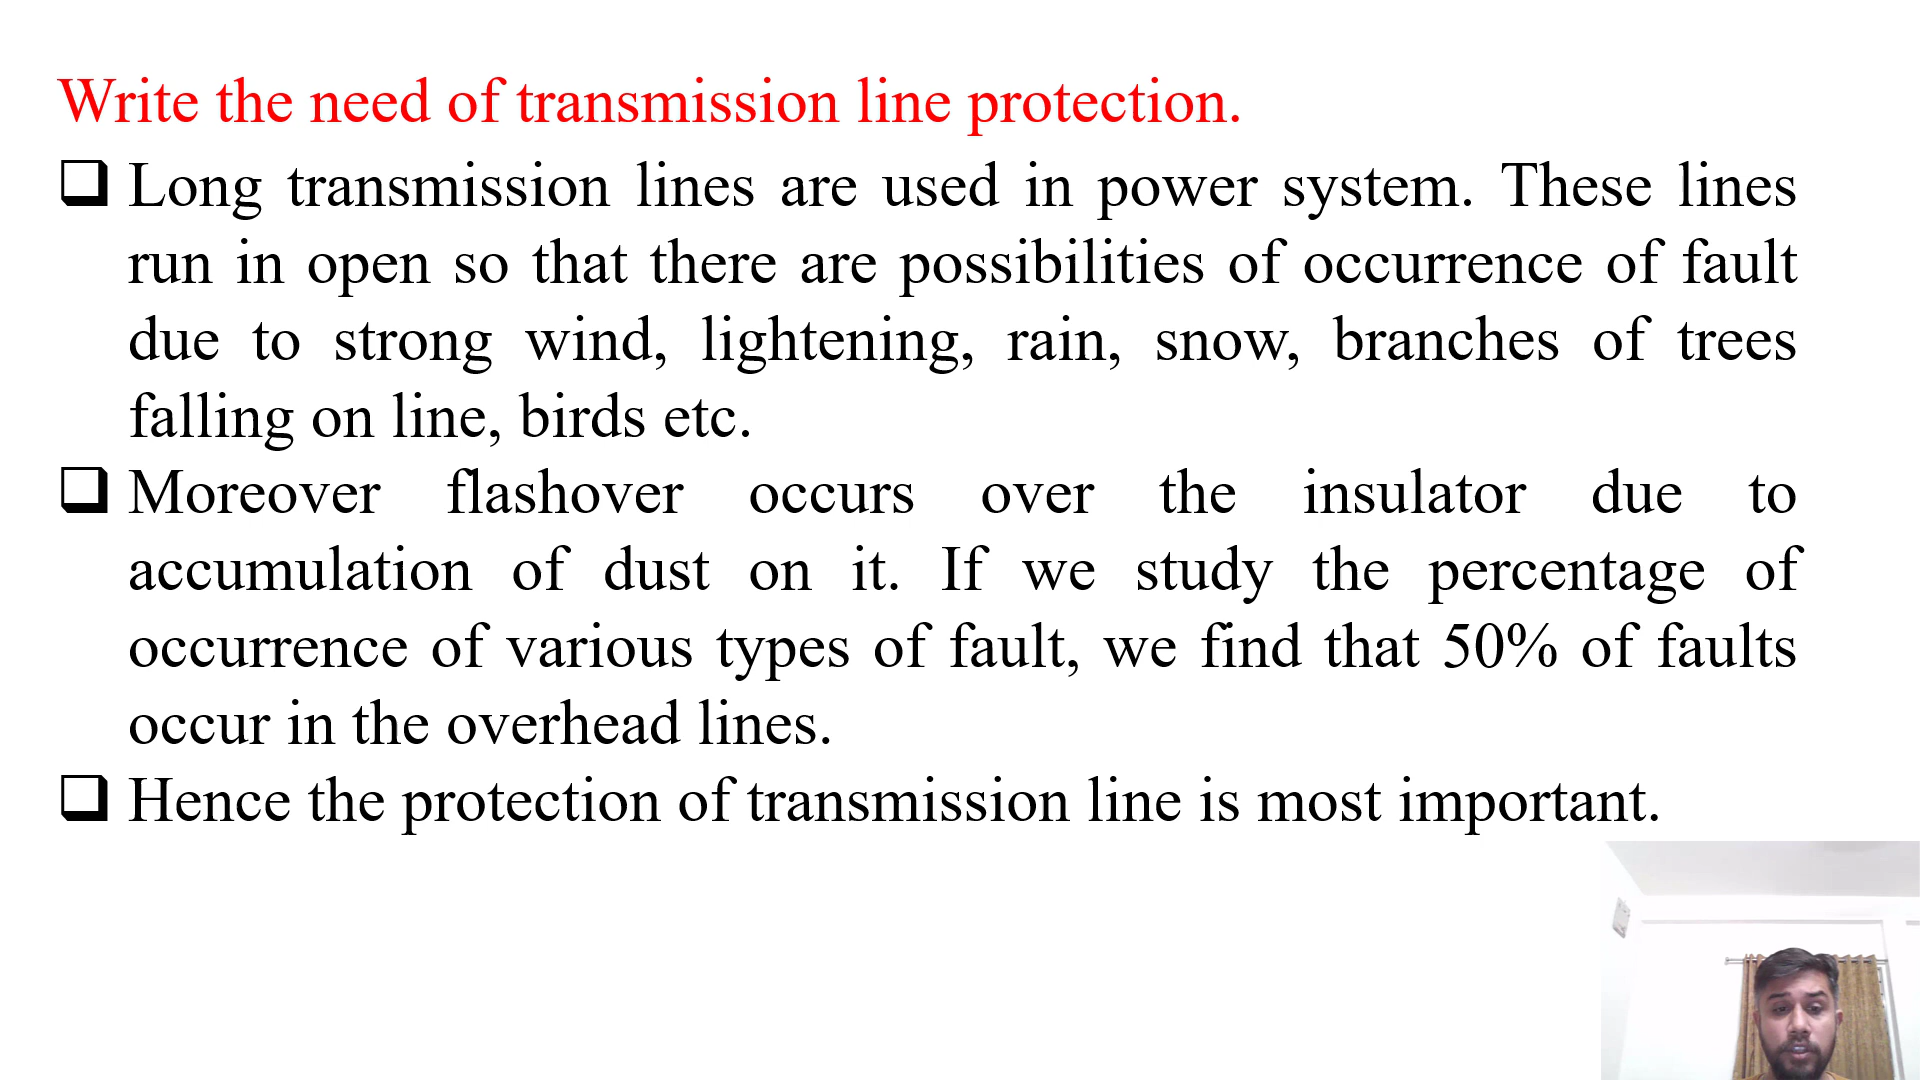 Write the need of transmission line protection.
Long transmission lines are used in power system. These lines
run in open so that there are possibilities of occurrence of fault
due to strong wind, lightening, rain, snow, branches of trees
falling on line, birds etc.
Moreover flashover occurs over the insulator due to
accumulation of dust on it. If we study the percentage of
occurrence of various types of fault, we find that 50% of faults
occur in the overhead lines.
Hence the protection of transmission line is most important.